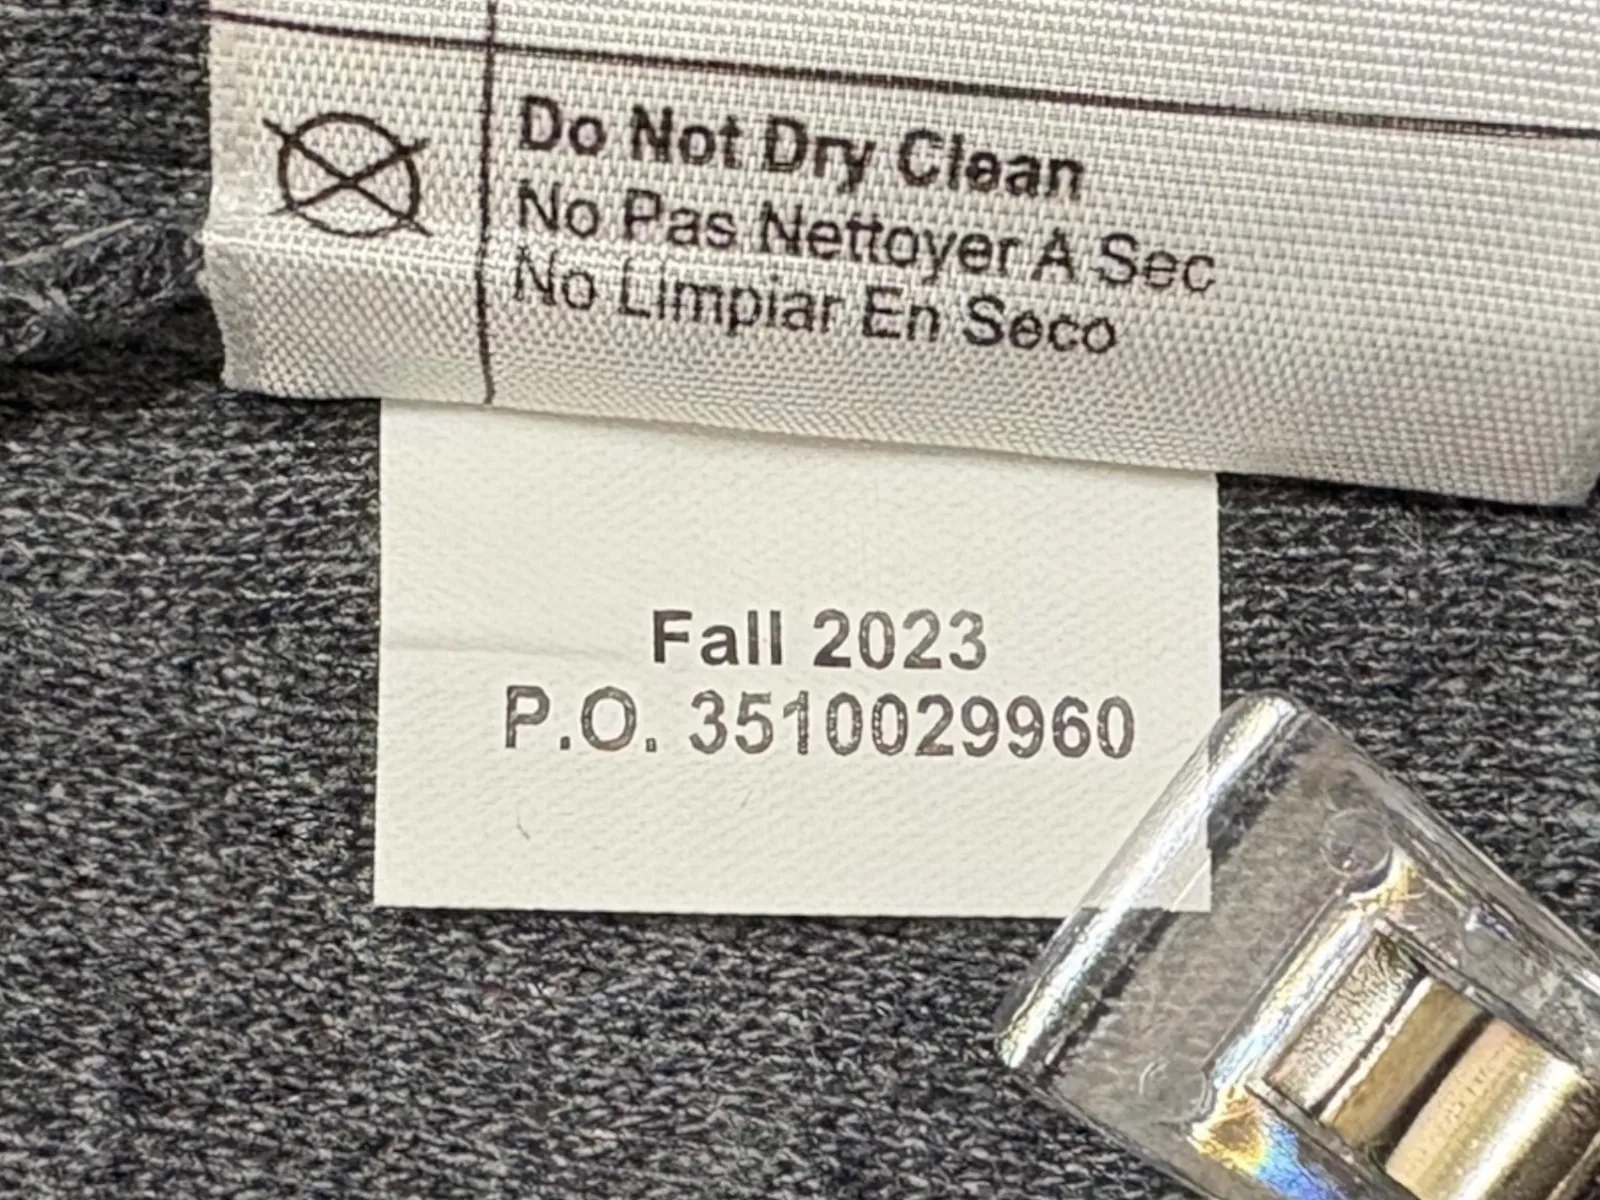 Do Not Dry Clean
No Pas Nettoyer A Sec
No Limpiar En Seco
Fall 2023
P.O. 3510029960